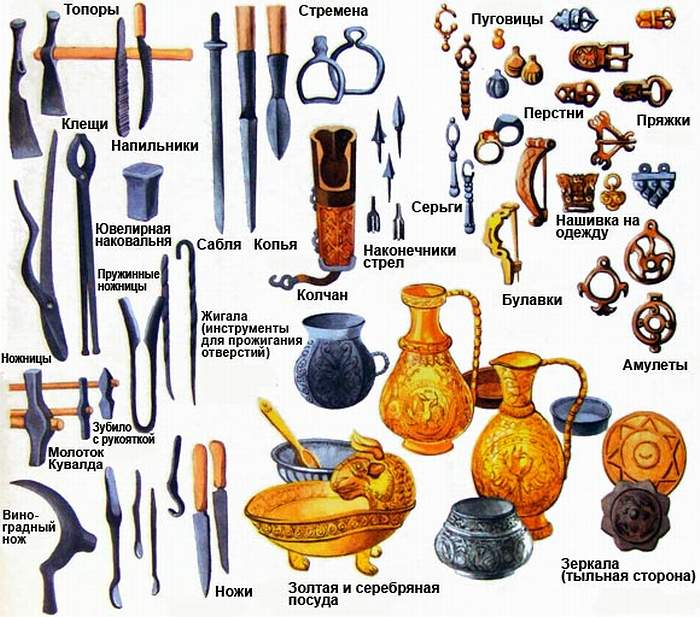 Топоры
Стремена
Пуговицы
Клещи
Напильники
Перстни
Пряжки
Ювелирная
наковальня
Сабля
Копья
Серьги
Наконечники
стрел
Нашивка на
одежду
Пружинные
ножницы
Колчан
Булавки
Жигала
(инструменты
для прожигания
отверстий)
Ножницы
Амулеты
Зубило
с рукояткой
Молоток
Кувалда
Вино-
градный
нож
Ножи
Золтая и серебряная
посуда
Зеркала
(тыльная сторона)